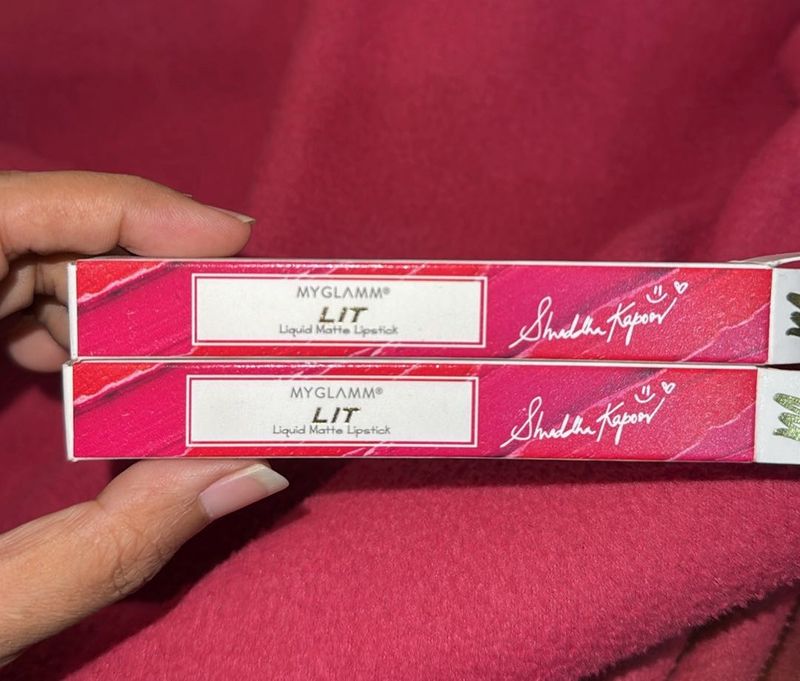 MYGLAMM®
LIT
Liquid Matte Lipstick
Shraddha Kapoor
MYGLAMM®
LIT
Liquid Matte Lipstick
Shraddha Kapoor